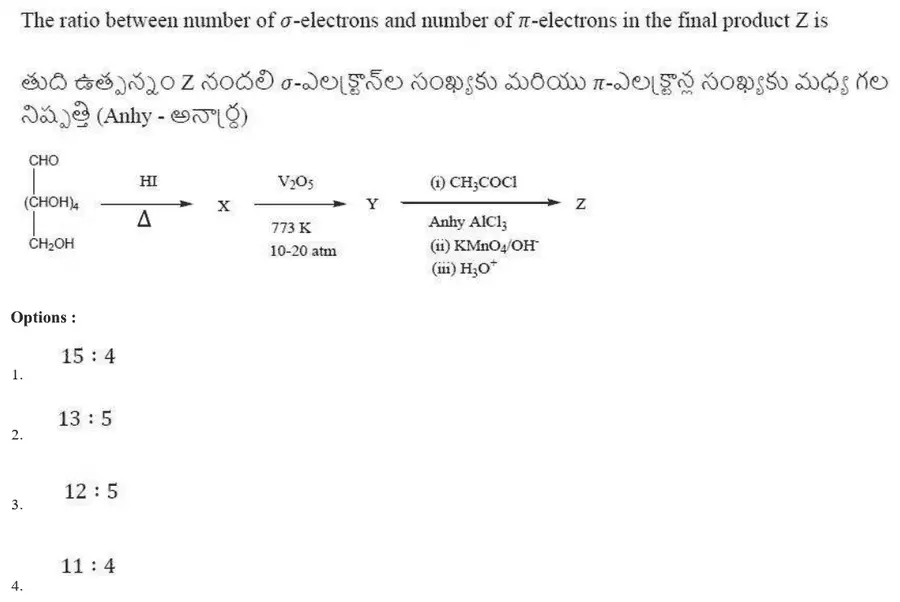 The ratio between number of σ-electrons and number of π-electrons in the final product Z is
తుది ఉత్పన్నం Z నందలి σ-ఎలక్ట్రాన్‌ల సంఖ్యకు మరియు π-ఎలక్ట్రాన్ల సంఖ్యకు మధ్య గల
నిష్పత్తి (Anhy - అనార్ద్ర)
CHO
(CHOH)₄
CH₂OH
HI
Δ
X
V₂O₅
773 K
10-20 atm
Y
(i) CH₃COCl
Anhy AlCl₃
(ii) KMnO₄/OH⁻
(iii) H₃O⁺
Z
Options :
1. 15 : 4
2. 13 : 5
3. 12 : 5
4. 11 : 4